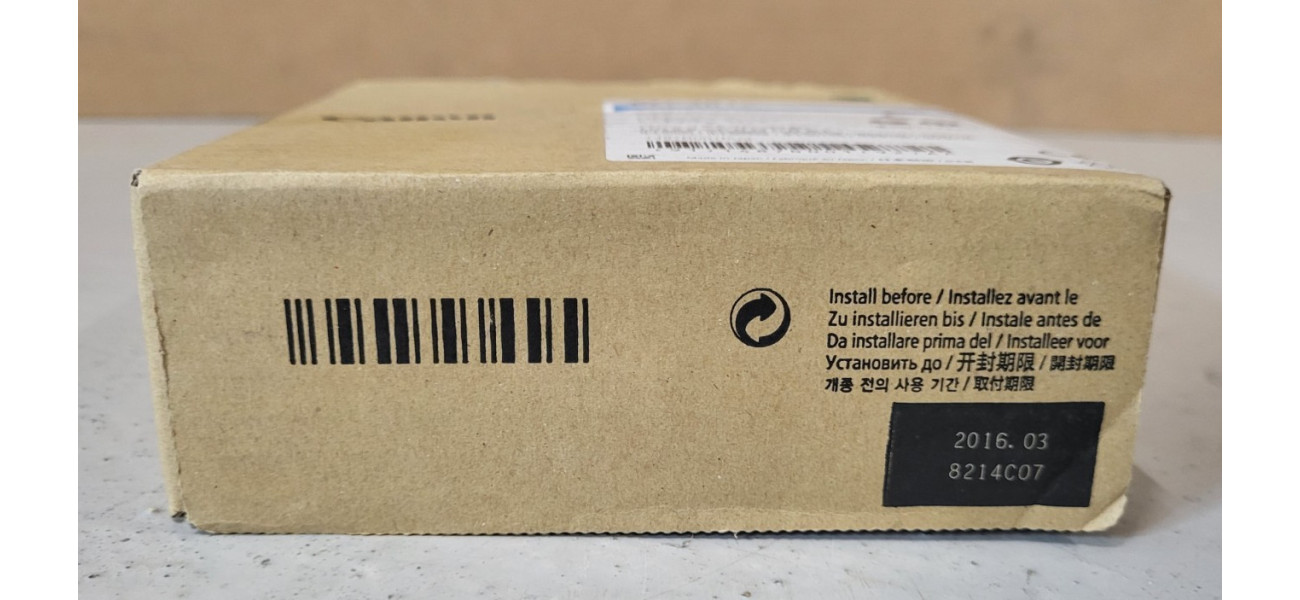 Install before / Installez avant le
Zu installieren bis / Instale antes de
Da installare prima del / Installeer voor
Установить до / 开封期限 / 開封期限
개봉 전의 사용 기간 / 取付期限
2016. 03
8214C07